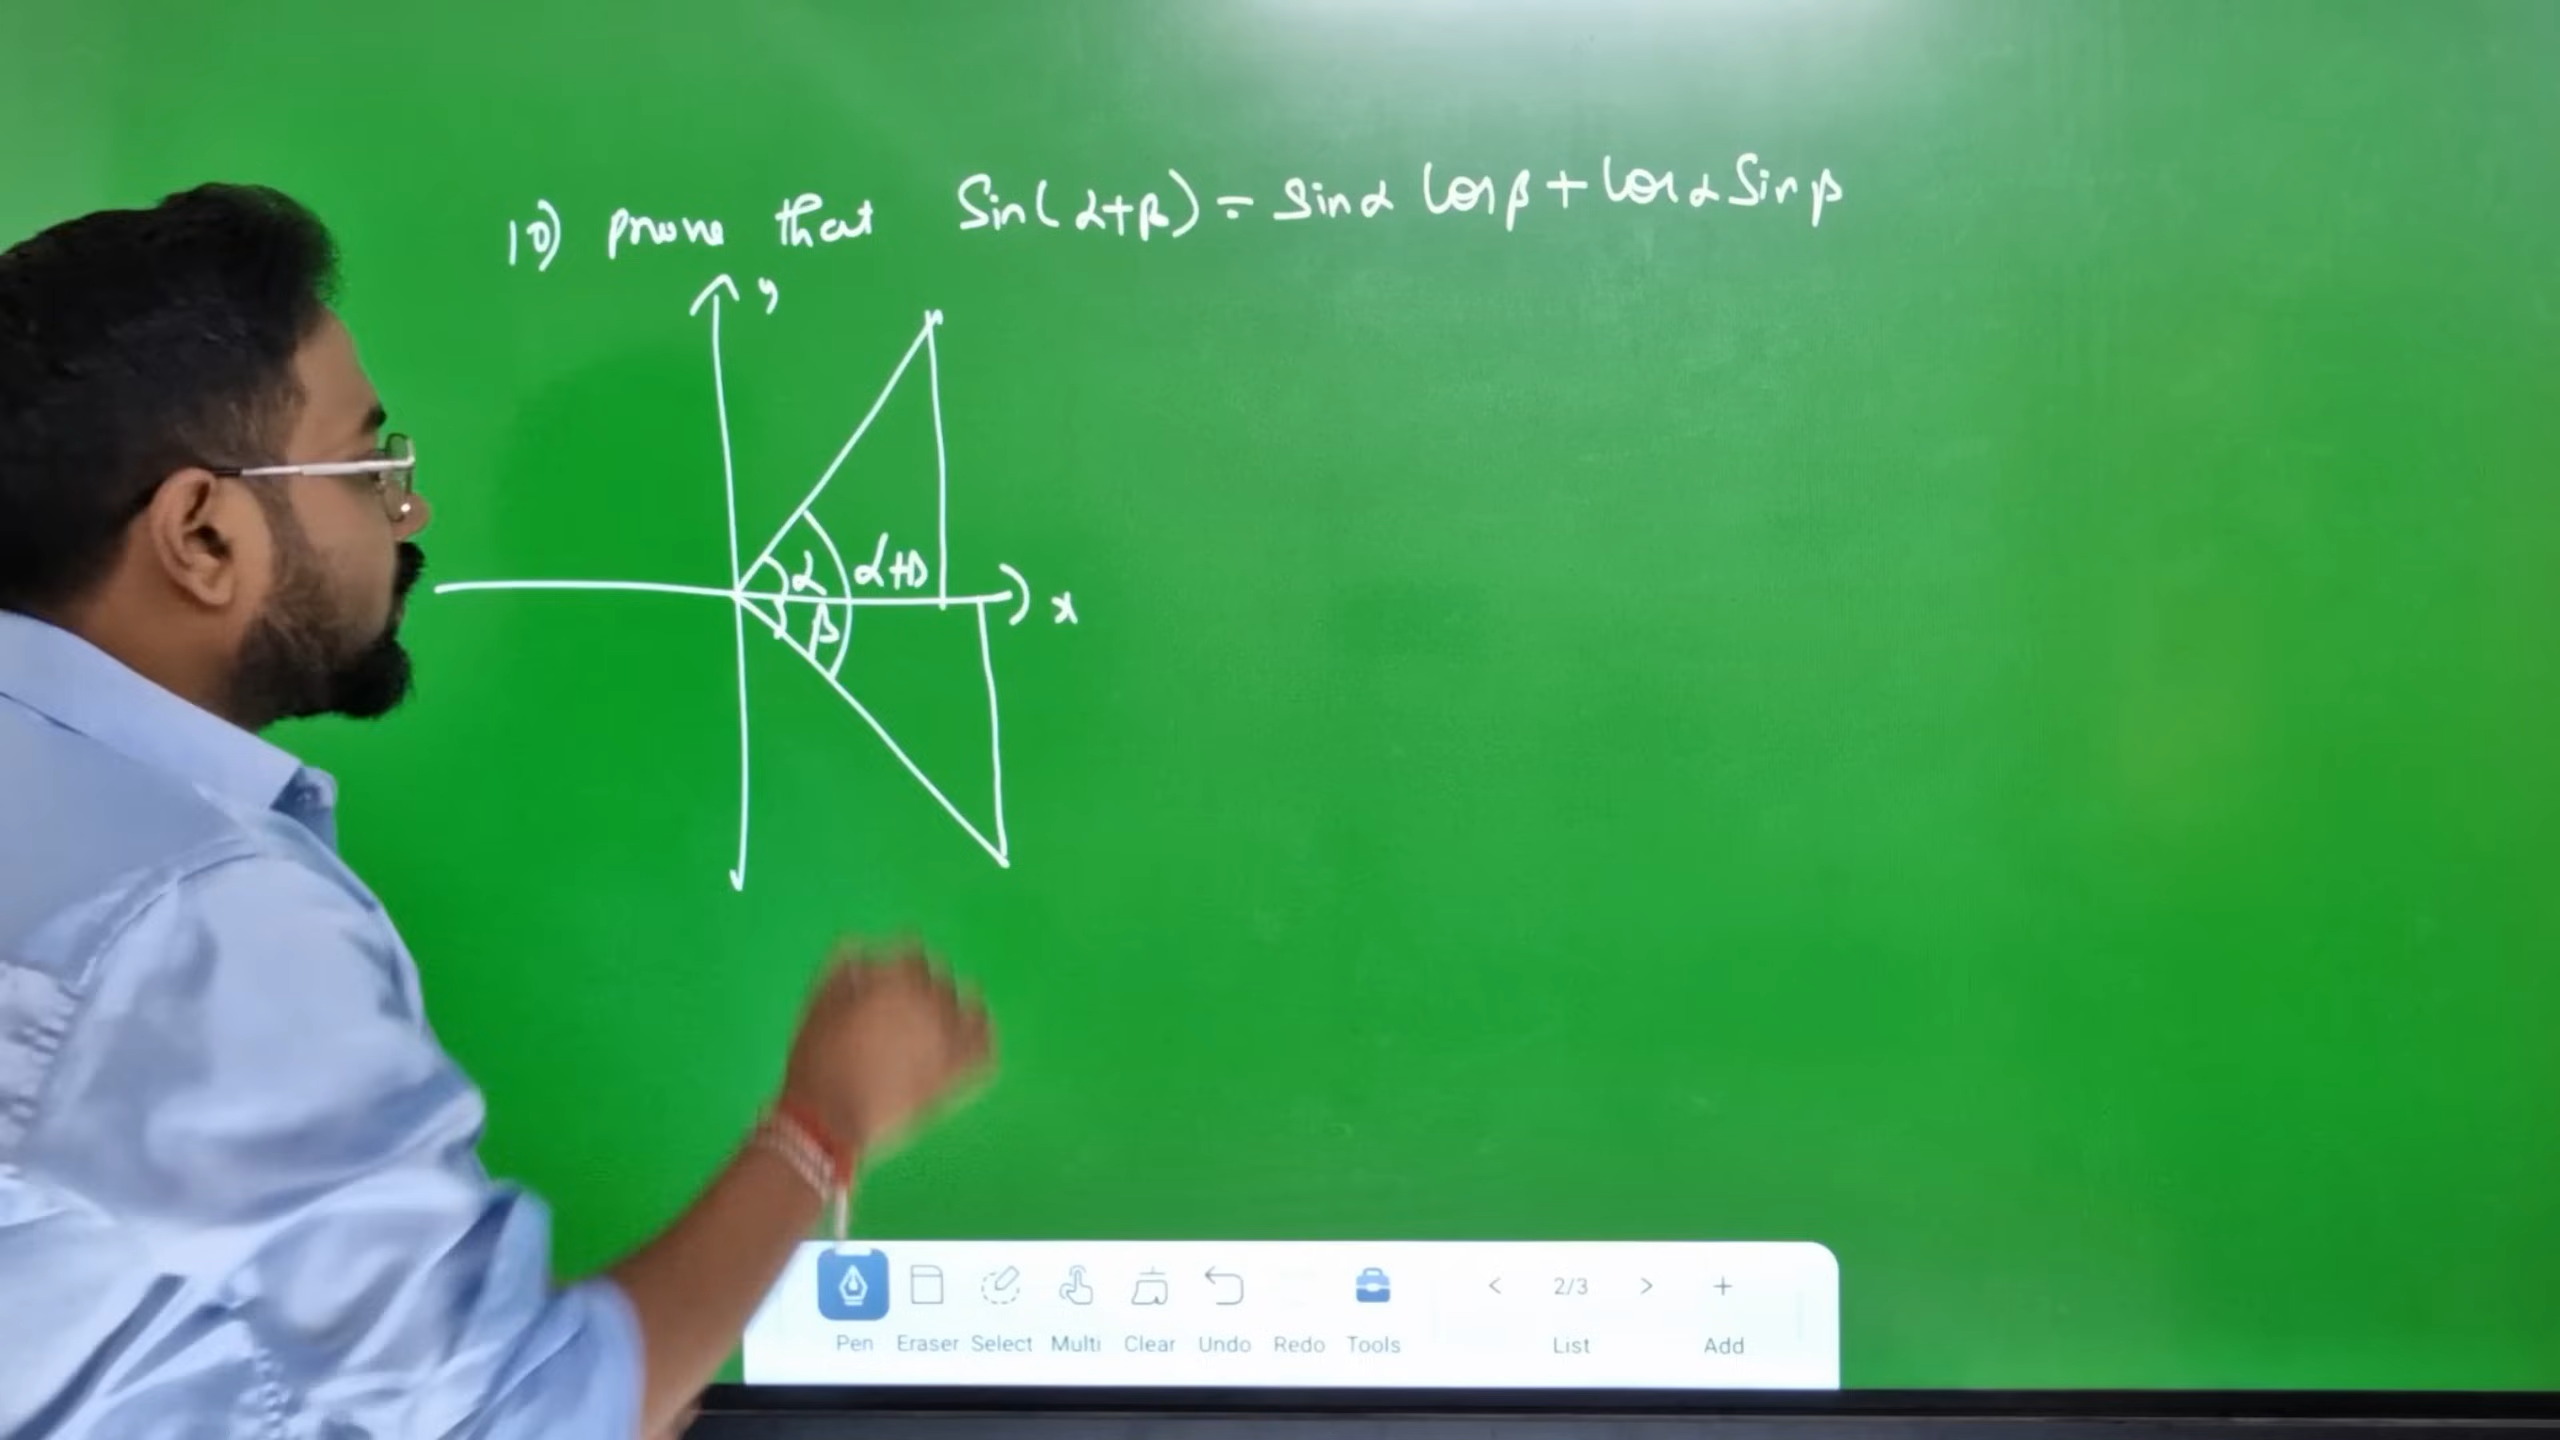 10) prove that Sin(α+β) = Sinα Cosβ + Cosα Sinβ
y
α α+β
x
β
2/3
Pen Eraser Select Multi Clear Undo Redo Tools List Add